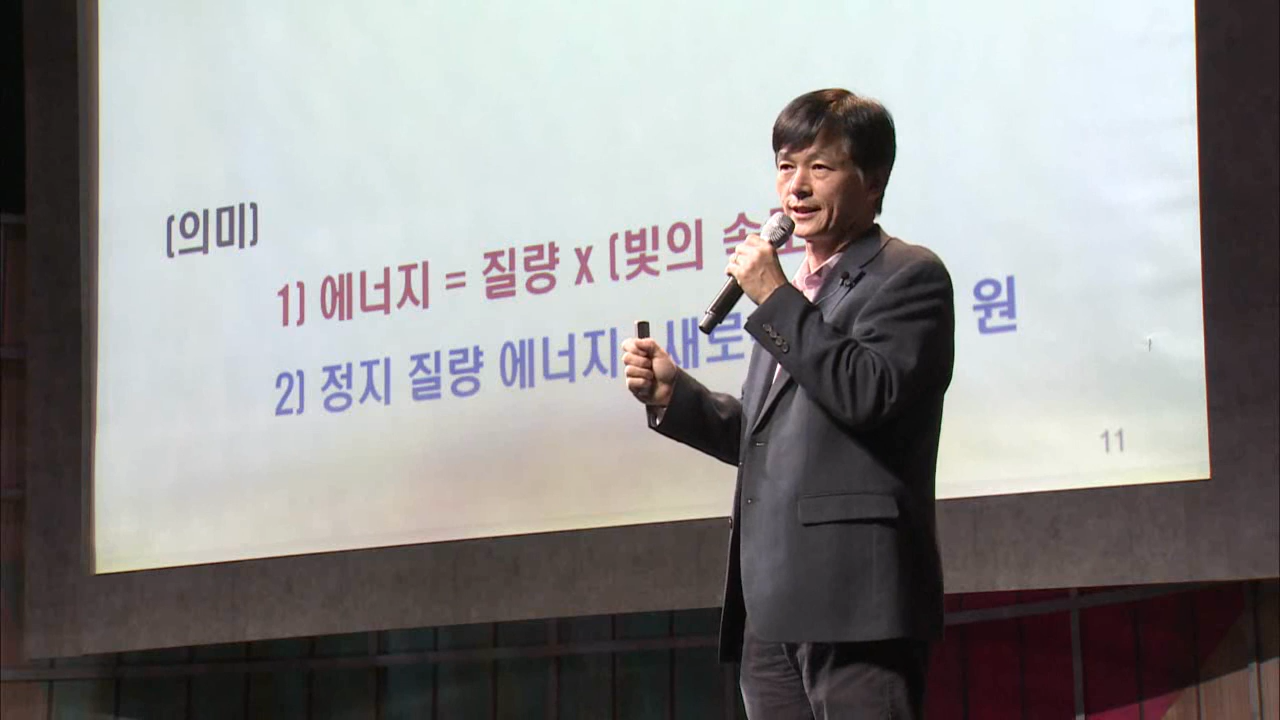 (의미)
1) 에너지 = 질량 x (빛의
2) 정지 질량 에너지 원
11